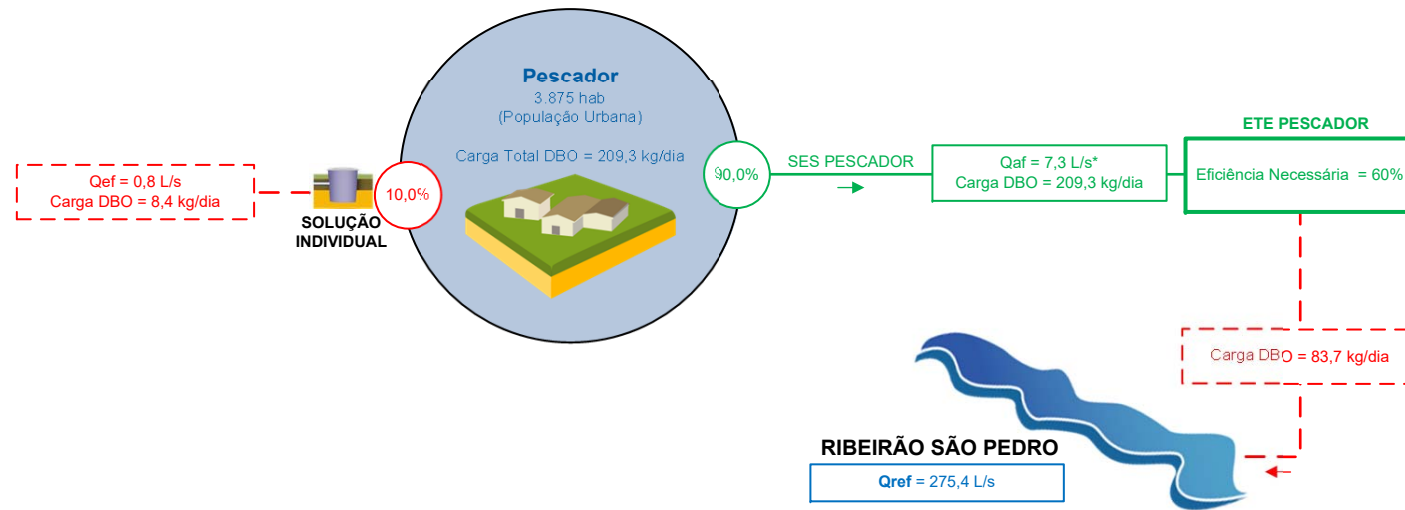 Pescador
3.875 hab
(População Urbana)
Carga Total DBO = 209,3 kg/dia
Qef = 0,8 L/s
Carga DBO = 8,4 kg/dia
SOLUÇÃO
INDIVIDUAL
10,0%
90,0%
SES PESCADOR
Qaf = 7,3 L/s*
Carga DBO = 209,3 kg/dia
ETE PESCADOR
Eficiência Necessária = 60%
Carga DBO = 83,7 kg/dia
RIBEIRÃO SÃO PEDRO
Qref = 275,4 L/s